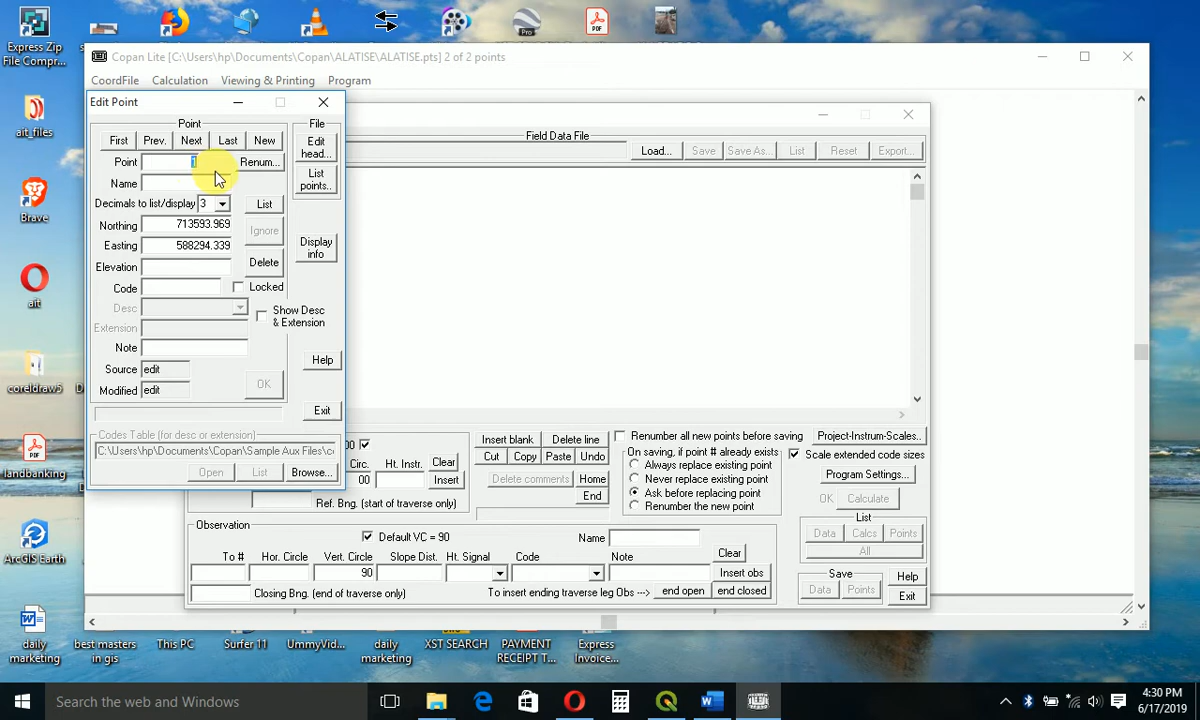 Express Zip
File Compr...
ait_files
Brave
ait
coreldraw5
landbanking
ArcGIS Earth
daily
marketing
best masters
in gis
This PC
Surfer 11
UmmyVid...
daily
marketing
XST SEARCH
PAYMENT
RECEIPT T...
Express
Invoice...
Pro
Copan Lite [C:\Users\hp\Documents\Copan\ALATISE\ALATISE.pts] 2 of 2 points
CoordFile Calculation Viewing & Printing Program
Edit Point
Point
File
First Prev. Next Last New
Edit
head...
Point 1 Renum...
Name
List
points..
Decimals to list/display 3 List
Northing 713593.969 Ignore
Easting 588294.339
Display
info
Elevation Delete
Code Locked
Desc
Show Desc
& Extension
Extension
Note
Help
Source edit
Modified edit OK
Exit
Codes Table (for desc or extension)
C:\Users\hp\Documents\Copan\Sample Aux Files\co
Open List Browse...
Field Data File
Load... Save Save As... List Reset Export...
00
Circ. Ht. Instr. Clear
00 Insert
Ref. Bng. (start of traverse only)
Insert blank Delete line
Cut Copy Paste Undo
Delete comments Home
End
Renumber all new points before saving
On saving, if point # already exists
Always replace existing point
Never replace existing point
Ask before replacing point
Renumber the new point
Project-Instrum-Scales..
Scale extended code sizes
Program Settings...
OK Calculate
List
Data Calcs Points
All
Save
Data Points
Help
Exit
Observation
Default VC = 90 Name
To # Hor. Circle Vert. Circle Slope Dist. Ht. Signal Code Note Clear
90 Insert obs
Closing Bng. (end of traverse only) To insert ending traverse leg Obs ---> end open end closed
Search the web and Windows
4:30 PM
6/17/2019